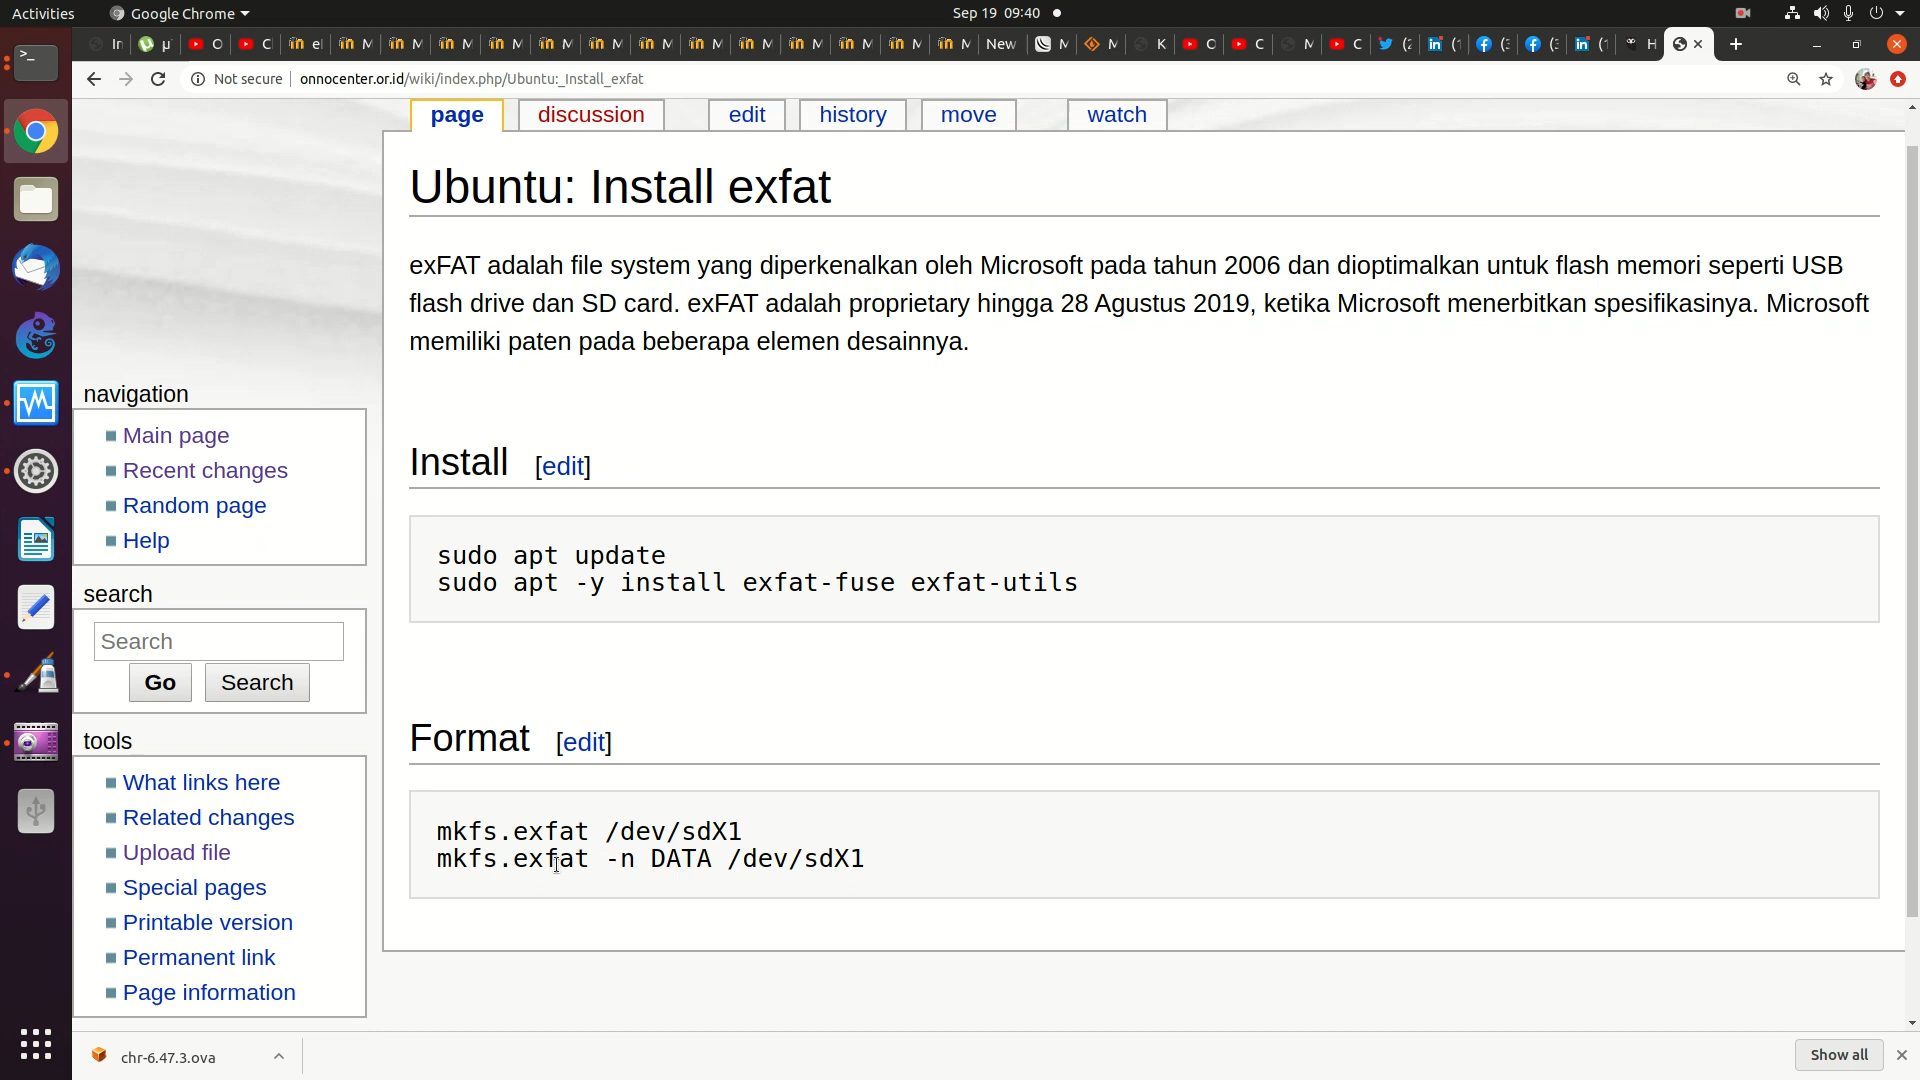 Activities
Google Chrome
Sep 19 09:40
New
Not secure
onnocenter.or.id/wiki/index.php/Ubuntu:_Install_exfat
page
discussion
edit
history
move
watch
Ubuntu: Install exfat
exFAT adalah file system yang diperkenalkan oleh Microsoft pada tahun 2006 dan dioptimalkan untuk flash memori seperti USB
flash drive dan SD card. exFAT adalah proprietary hingga 28 Agustus 2019, ketika Microsoft menerbitkan spesifikasinya. Microsoft
memiliki paten pada beberapa elemen desainnya.
navigation
Main page
Recent changes
Random page
Help
Install [edit]
sudo apt update
sudo apt -y install exfat-fuse exfat-utils
search
Search
Go
Search
Format [edit]
mkfs.exfat /dev/sdX1
mkfs.exfat -n DATA /dev/sdX1
tools
What links here
Related changes
Upload file
Special pages
Printable version
Permanent link
Page information
chr-6.47.3.ova
Show all